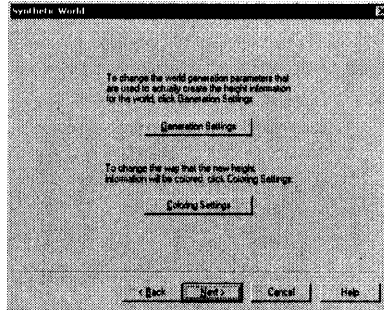 Synthetic World
To change the world generation parameters that
are used to actually create the height information
for the world, click Generation Settings
Generation Settings
To change the way that the new height
information will be colored, click Coloring Settings
Coloring Settings
< Back Next > Cancel Help